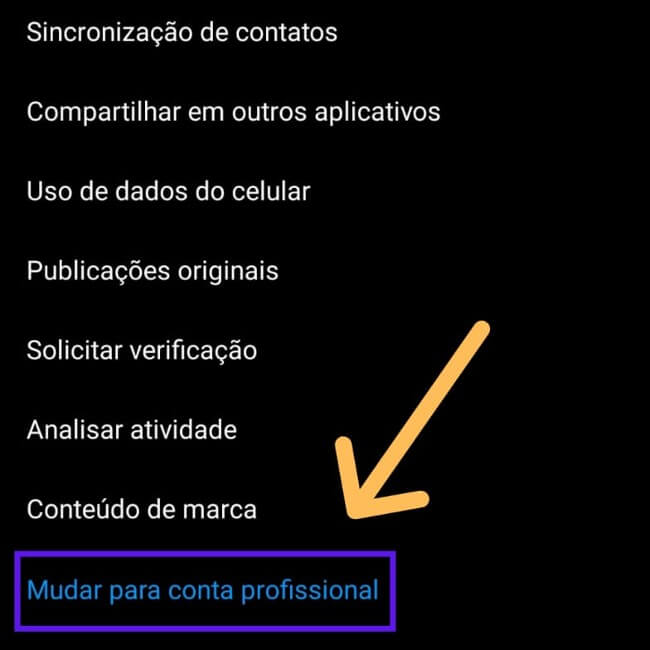 Sincronização de contatos
Compartilhar em outros aplicativos
Uso de dados do celular
Publicações originais
Solicitar verificação
Analisar atividade
Conteúdo de marca
Mudar para conta profissional